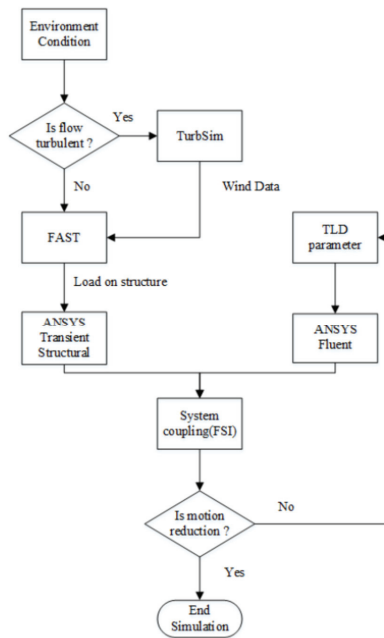 Environment
Condition
Is flow
turbulent ?
Yes
TurbSim
No
Wind Data
FAST
TLD
parameter
Load on structure
ANSYS
Transient
Structural
ANSYS
Fluent
System
coupling(FSI)
Is motion
reduction ?
No
Yes
End
Simulation